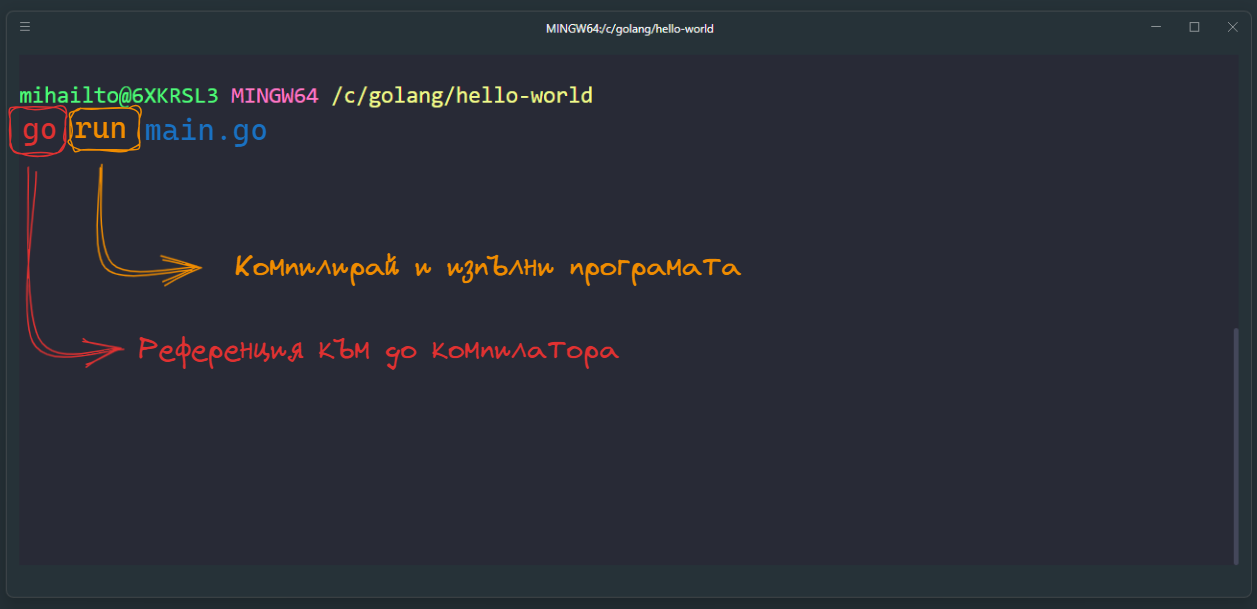 MINGW64:/c/golang/hello-world
mihailto@6XKRSL3 MINGW64 /c/golang/hello-world
go run main.go
Компилирай и изпълни програмата
Референция към go компилатора